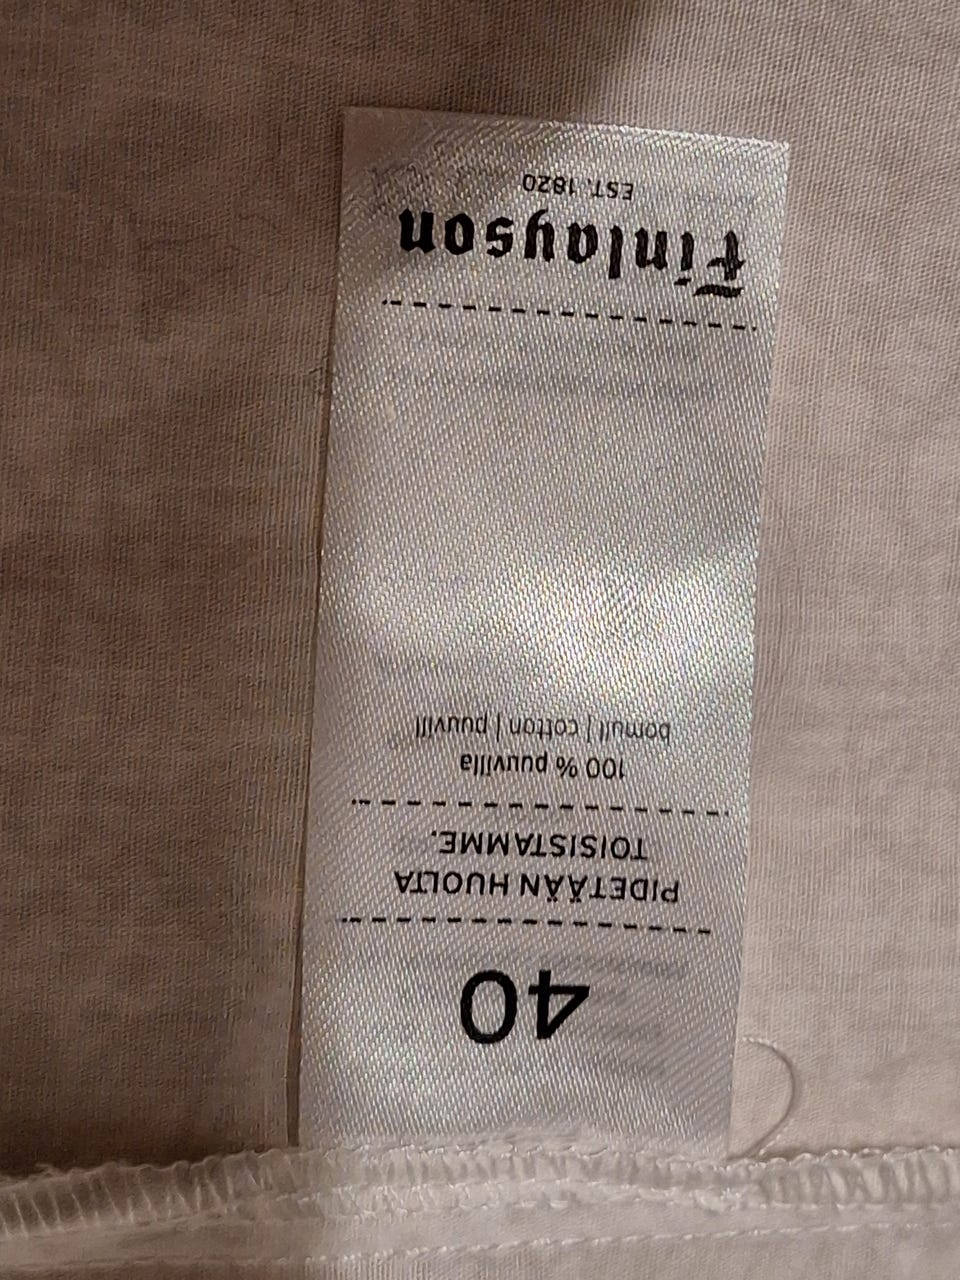 40
PIDETÄÄN HUOLTA
TOISISTAMME.
100 % puuvilla
bomull | cotton | puuvill
Finlayson
EST. 1820